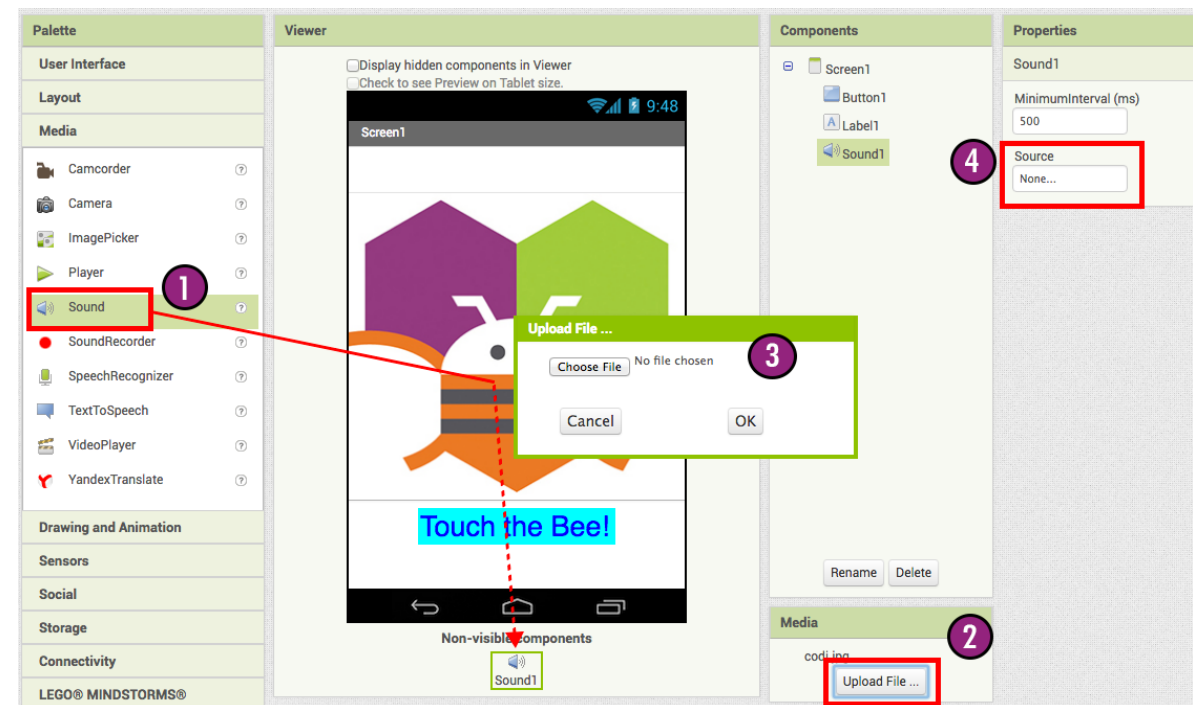 Palette
User Interface
Layout
Media
Camcorder ?
Camera ?
ImagePicker ?
Player ?
1
Sound ?
SoundRecorder ?
SpeechRecognizer ?
TextToSpeech ?
VideoPlayer ?
YandexTranslate ?
Drawing and Animation
Sensors
Social
Storage
Connectivity
LEGO® MINDSTORMS®
Viewer
Display hidden components in Viewer
Check to see Preview on Tablet size.
9:48
Screen1
Upload File ...
Choose File No file chosen
3
Cancel OK
Touch the Bee!
Non-visible components
Sound1
Components
Screen1
Button1
Label1
Sound1
Rename Delete
Media
2
codi.jpg
Upload File ...
Properties
Sound1
MinimumInterval (ms)
500
4
Source
None...